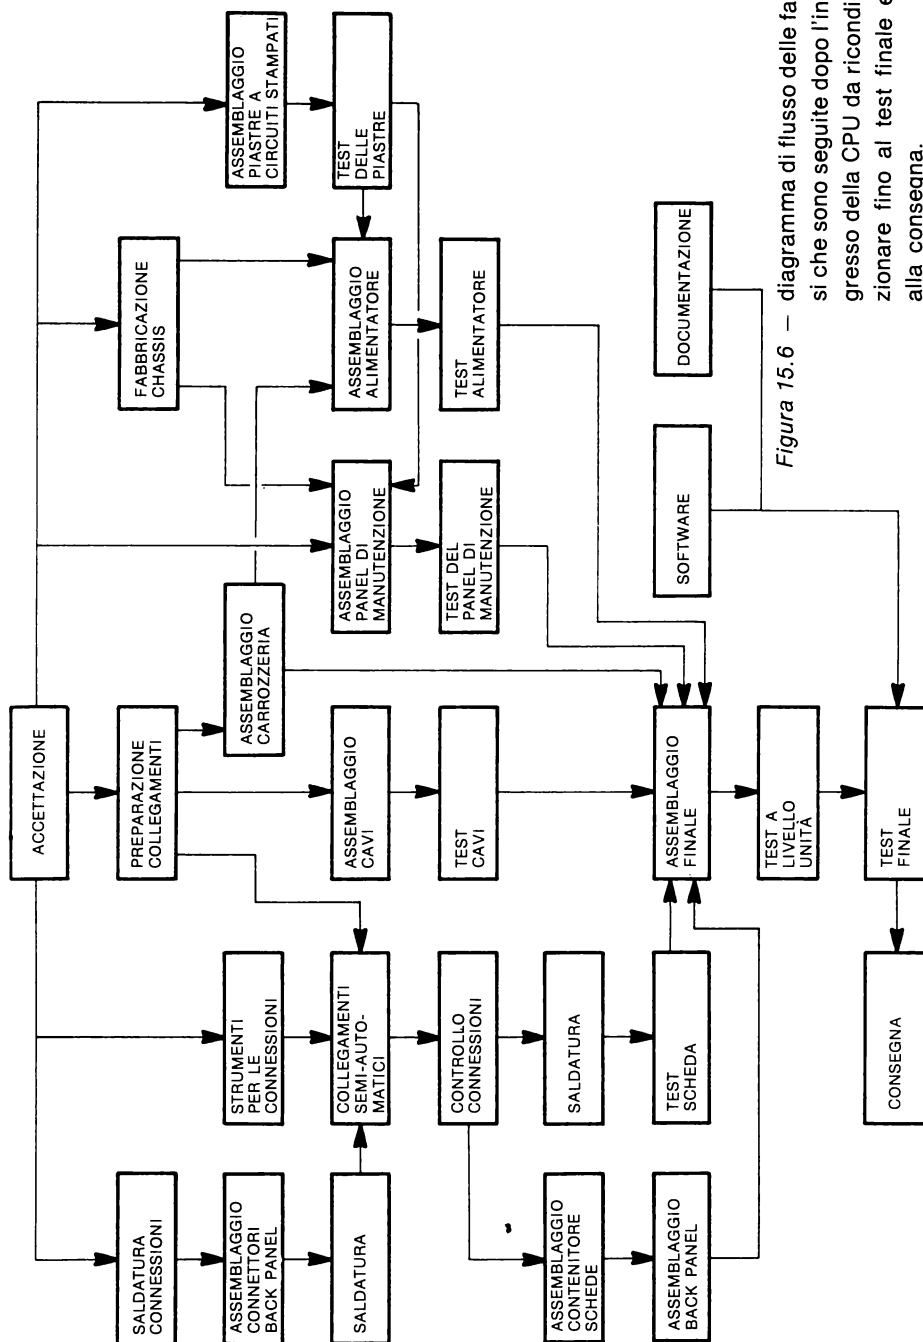 ACCETTAZIONE
SALDATURA
CONNESSIONI
PREPARAZIONE
COLLEGAMENTI
FABBRICAZIONE
CHASSIS
ASSEMBLAGGIO
CONNETTORI
BACK PANEL
STRUMENTI
PER LE
CONNESSIONI
ASSEMBLAGGIO
CARROZZERIA
ASSEMBLAGGIO
PIASTRE A
CIRCUITI STAMPATI
SALDATURA
COLLEGAMENTI
SEMI-AUTO-
MATICI
ASSEMBLAGGIO
CAVI
ASSEMBLAGGIO
PANEL DI
MANUTENZIONE
ASSEMBLAGGIO
ALIMENTATORE
TEST
DELLE
PIASTRE
CONTROLLO
CONNESSIONI
TEST
CAVI
TEST DEL
PANEL DI
MANUTENZIONE
TEST
ALIMENTATORE
ASSEMBLAGGIO
CONTENITORE
SCHEDE
SALDATURA
ASSEMBLAGGIO
BACK PANEL
TEST
SCHEDA
ASSEMBLAGGIO
FINALE
SOFTWARE
DOCUMENTAZIONE
TEST A
LIVELLO
UNITÀ
CONSEGNA
TEST
FINALE
Figura 15.6 — diagramma di flusso delle fa
si che sono seguite dopo l'in
gresso della CPU da ricondi
zionare fino al test finale e
alla consegna.